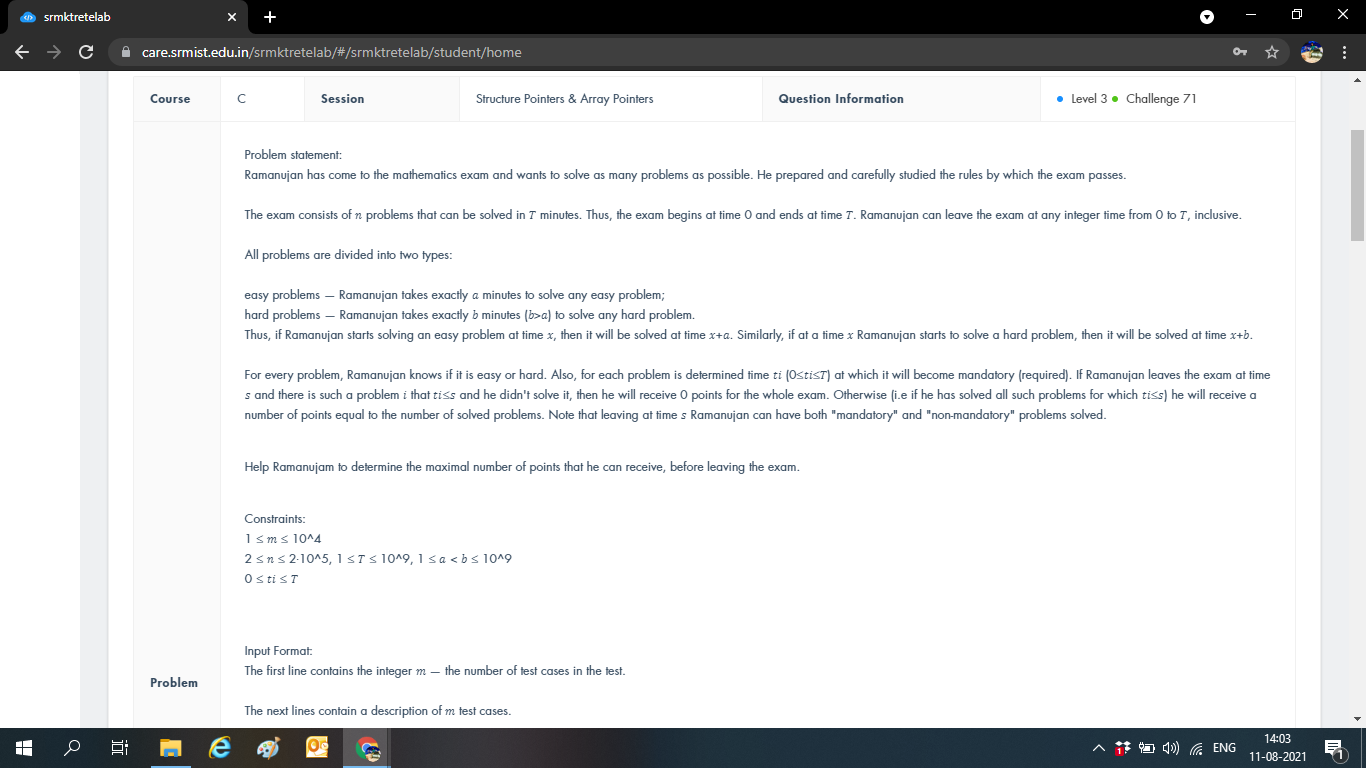 srmktretelab
care.srmist.edu.in/srmktretelab/#/srmktretelab/student/home
Course C Session Structure Pointers & Array Pointers Question Information Level 3 Challenge 71
Problem statement:
Ramanujan has come to the mathematics exam and wants to solve as many problems as possible. He prepared and carefully studied the rules by which the exam passes.
The exam consists of n problems that can be solved in T minutes. Thus, the exam begins at time 0 and ends at time T. Ramanujan can leave the exam at any integer time from 0 to T, inclusive.
All problems are divided into two types:
easy problems — Ramanujan takes exactly a minutes to solve any easy problem;
hard problems — Ramanujan takes exactly b minutes (b>a) to solve any hard problem.
Thus, if Ramanujan starts solving an easy problem at time x, then it will be solved at time x+a. Similarly, if at a time x Ramanujan starts to solve a hard problem, then it will be solved at time x+b.
For every problem, Ramanujan knows if it is easy or hard. Also, for each problem is determined time ti (0≤ti≤T) at which it will become mandatory (required). If Ramanujan leaves the exam at time
s and there is such a problem i that ti≤s and he didn't solve it, then he will receive 0 points for the whole exam. Otherwise (i.e if he has solved all such problems for which ti≤s) he will receive a
number of points equal to the number of solved problems. Note that leaving at time s Ramanujan can have both "mandatory" and "non-mandatory" problems solved.
Help Ramanujam to determine the maximal number of points that he can receive, before leaving the exam.
Constraints:
1 ≤ m ≤ 10^4
2 ≤ n ≤ 2⋅10^5, 1 ≤ T ≤ 10^9, 1 ≤ a < b ≤ 10^9
0 ≤ ti ≤ T
Input Format:
The first line contains the integer m — the number of test cases in the test.
Problem
The next lines contain a description of m test cases.
ENG
14:03
11-08-2021
1